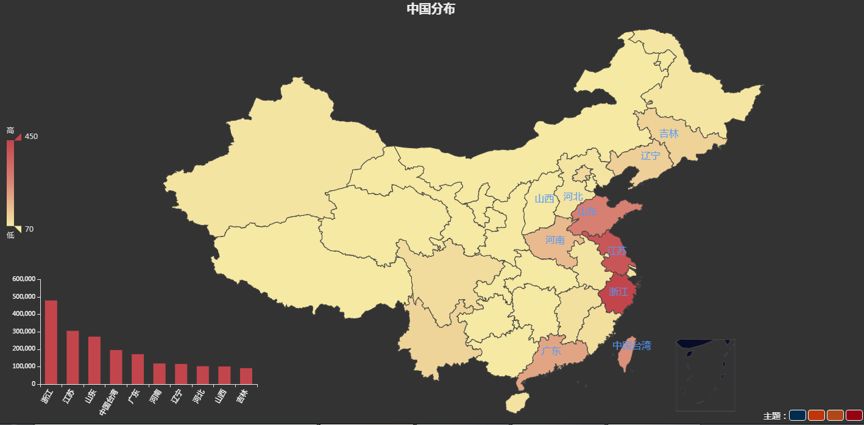 中国分布
高
450
70
低
吉林
辽宁
山西
河北
山东
河南
江苏
浙江
广东
中国台湾
600,000
500,000
400,000
300,000
200,000
100,000
0
浙江
江苏
山东
中国台湾
广东
河南
辽宁
河北
山西
吉林
主题：